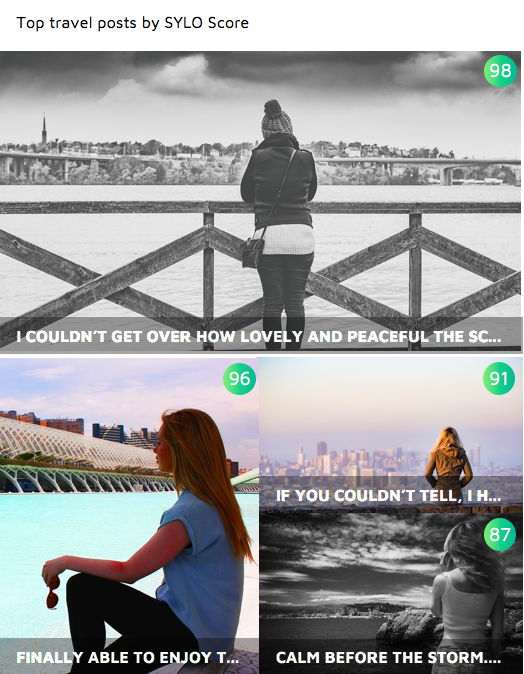 Top travel posts by SYLO Score
98
I COULDN'T GET OVER HOW LOVELY AND PEACEFUL THE SC...
96
FINALLY ABLE TO ENJOY T...
91
IF YOU COULDN'T TELL, I H...
87
CALM BEFORE THE STORM....